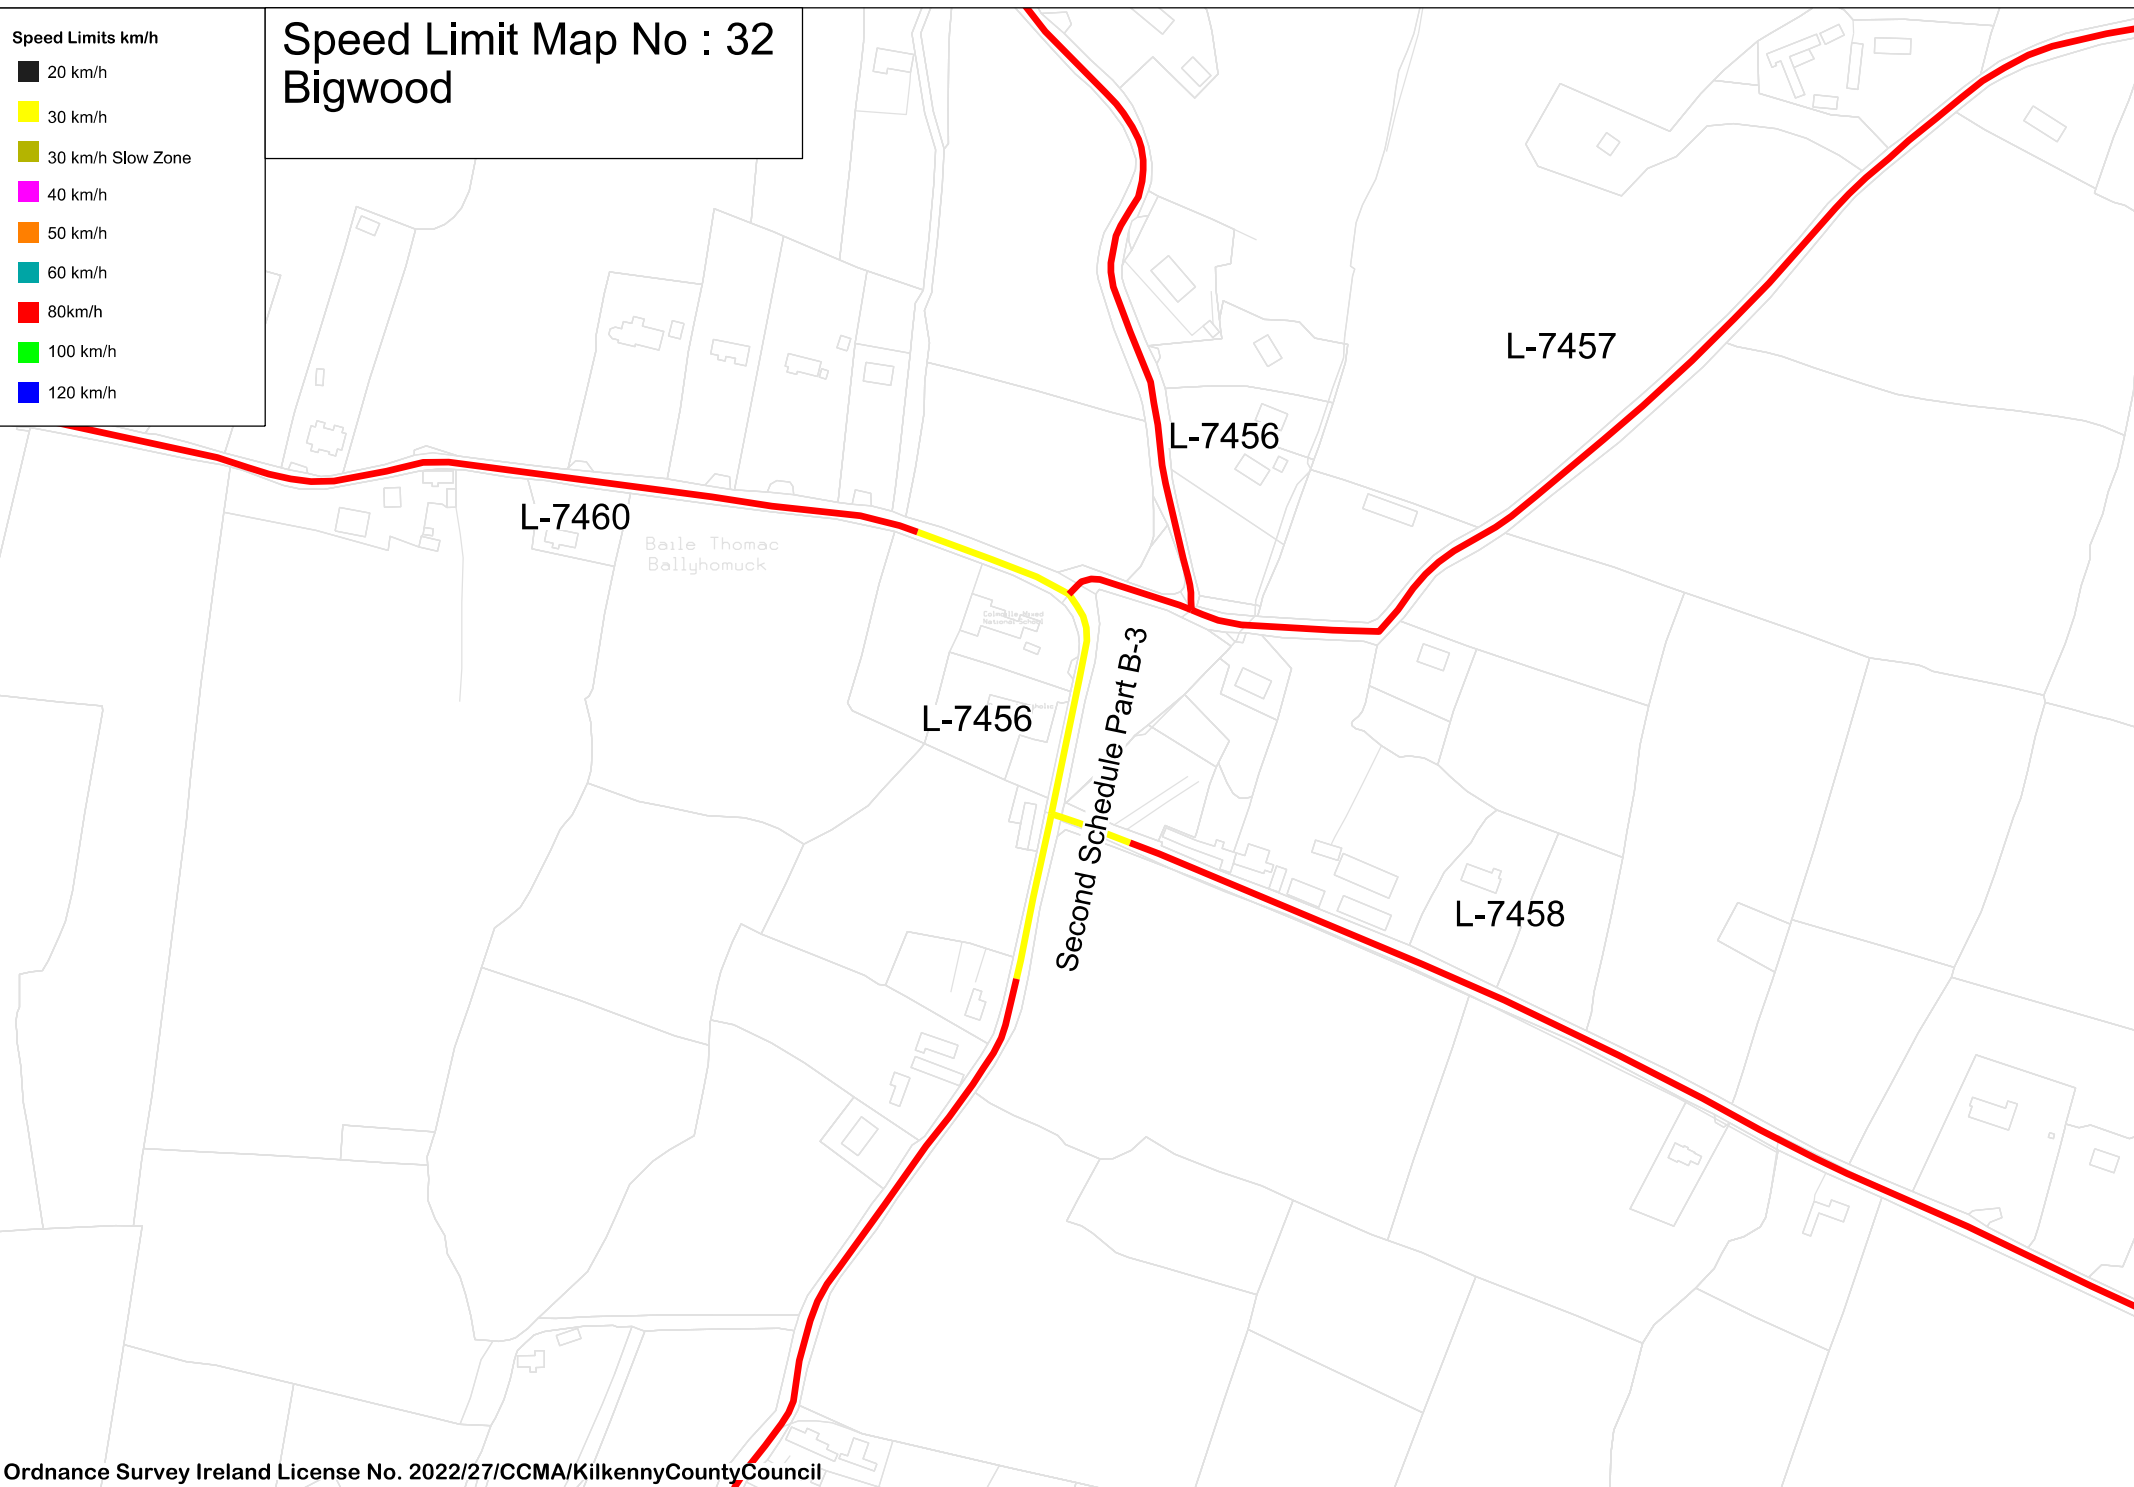 Speed Limits km/h
20 km/h
30 km/h
30 km/h Slow Zone
40 km/h
50 km/h
60 km/h
80km/h
100 km/h
120 km/h
Speed Limit Map No : 32
Bigwood
L-7457
L-7456
L-7460
Baile Thomac
Ballyhomuck
National School
L-7456
Second Schedule Part B-3
L-7458
Ordnance Survey Ireland License No. 2022/27/CCMA/KilkennyCountyCouncil